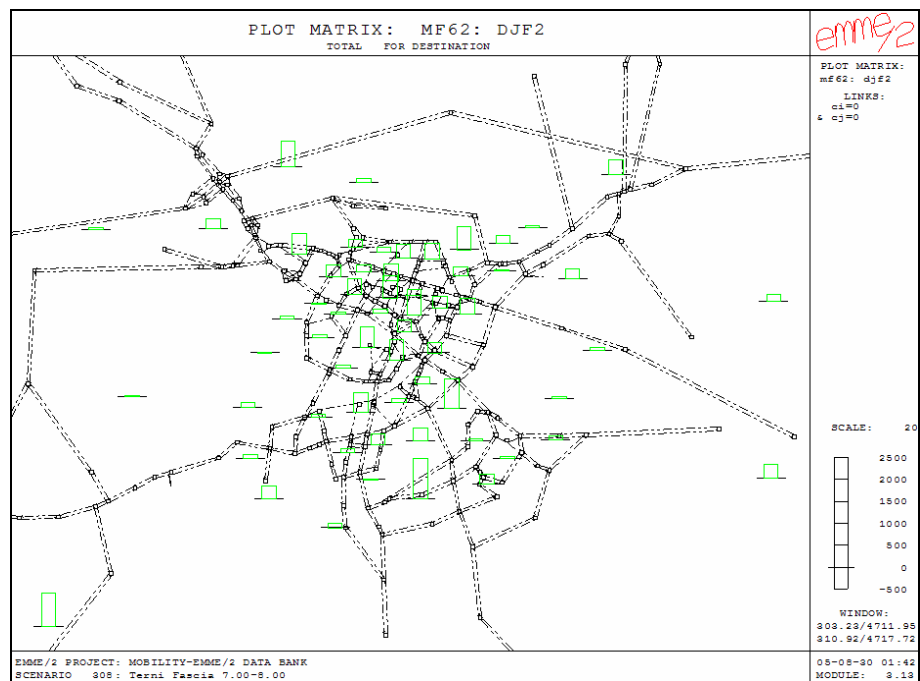 PLOT MATRIX: MF62: DJF2
TOTAL FOR DESTINATION
emme/2
PLOT MATRIX:
mf62: djf2
LINKS:
ci=0
& cj=0
SCALE: 20
2500
2000
1500
1000
500
0
-500
WINDOW:
303.23/4711.95
310.92/4717.72
EMME/2 PROJECT: MOBILITY-EMME/2 DATA BANK
SCENARIO 308: Terni Fascia 7.00-8.00
05-08-30 01:42
MODULE: 3.13